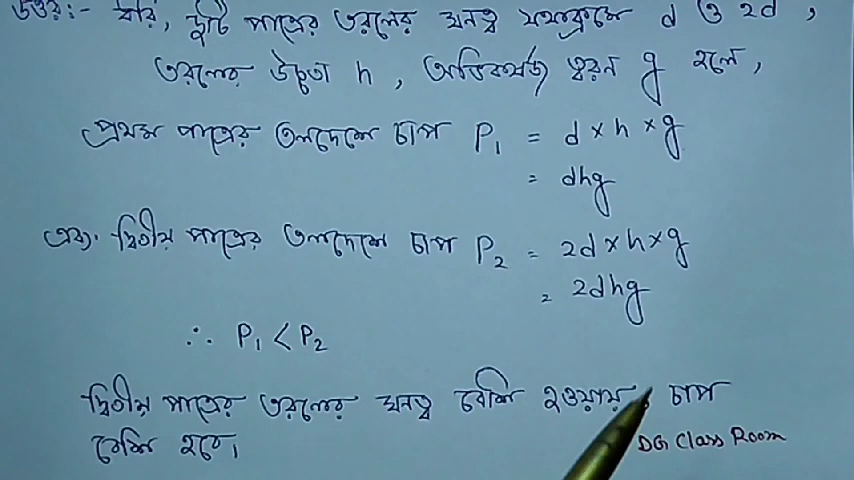 উত্তর:- ধরি, দুটি পাত্রের তরলের ঘনত্ব যথাক্রমে d ও 2d,
তরলের উচ্চতা h, অভিকর্ষজ ত্বরন g হলে,
প্রথম পাত্রের তলদেশে চাপ P₁ = d × h × g
= dhg
এবং দ্বিতীয় পাত্রের তলদেশে চাপ P₂ = 2d × h × g
= 2dhg
∴ P₁ < P₂
দ্বিতীয় পাত্রের তরলের ঘনত্ব বেশি হওয়ায়, চাপ
বেশি হবে।
DG Class Room